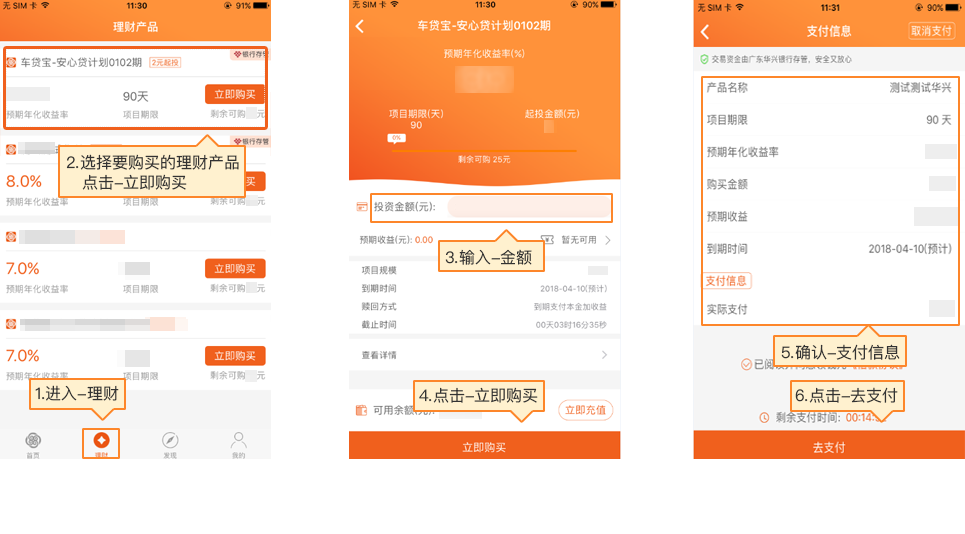 无 SIM 卡
11:30
91%
理财产品
银行存管
车贷宝-安心贷计划0102期
2元起投
90天
立即购买
预期年化收益率
项目期限
剩余可购
元
银行存管
2.选择要购买的理财产品
点击–立即购买
8.0%
买
预期年化收益率
项目期限
剩余可购
元
7.0%
立即购买
预期年化收益率
项目期限
剩余可购
元
7.0%
立即购买
预期年化收益率
项目期限
剩余可购
元
1.进入–理财
首页
理财
发现
我的
无 SIM 卡
11:30
90%
车贷宝-安心贷计划0102期
预期年化收益率(%)
项目期限(天)
起投金额(元)
90
0%
剩余可购 25元
投资金额(元):
预期收益(元): 0.00
暂无可用
3.输入–金额
项目规模
到期时间
2018-04-10(预计)
赎回方式
到期支付本金加收益
截止时间
00天03时16分35秒
查看详情
4.点击–立即购买
可用余额(元):
立即充值
立即购买
无 SIM 卡
11:31
90%
支付信息
取消支付
交易资金由广东华兴银行存管，安全又放心
产品名称
测试测试华兴
项目期限
90 天
预期年化收益率
购买金额
预期收益
到期时间
2018-04-10(预计)
支付信息
实际支付
5.确认–支付信息
已阅
6.点击–去支付
剩余支付时间:
00:14:
去支付